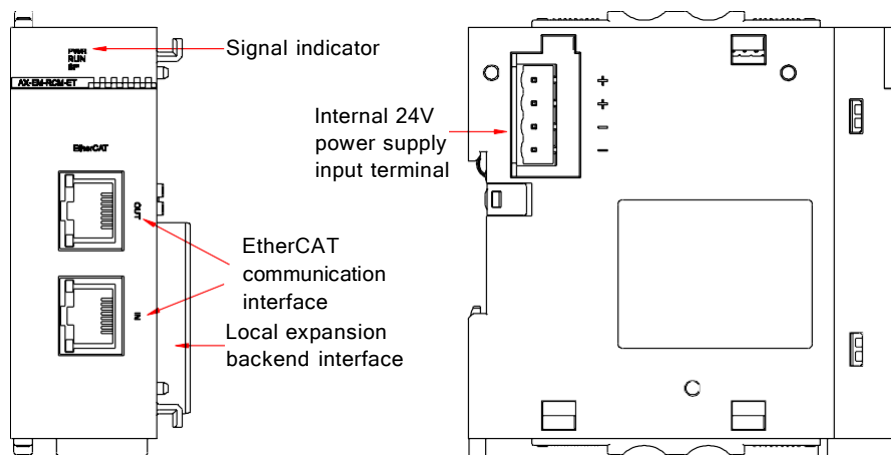 Signal indicator
PWR
RUN
SF
AX-EM-RCM-ET
EtherCAT
OUT
IN
EtherCAT
communication
interface
Local expansion
backend interface
Internal 24V
power supply
input terminal
+
+
-
-